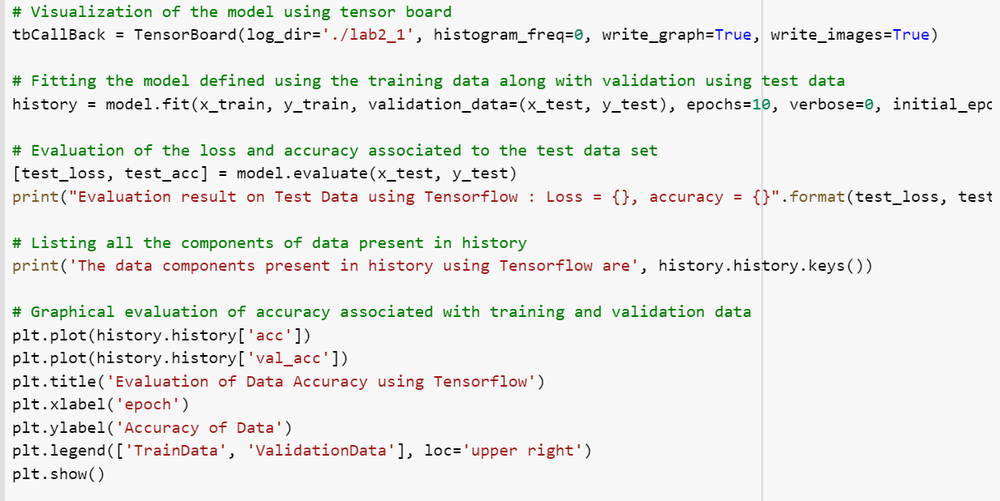 # Visualization of the model using tensor board
tbCallBack = TensorBoard(log_dir='./lab2_1', histogram_freq=0, write_graph=True, write_images=True)
# Fitting the model defined using the training data along with validation using test data
history = model.fit(x_train, y_train, validation_data=(x_test, y_test), epochs=10, verbose=0, initial_epo
# Evaluation of the loss and accuracy associated to the test data set
[test_loss, test_acc] = model.evaluate(x_test, y_test)
print("Evaluation result on Test Data using Tensorflow : Loss = {}, accuracy = {}".format(test_loss, test
# Listing all the components of data present in history
print('The data components present in history using Tensorflow are', history.history.keys())
# Graphical evaluation of accuracy associated with training and validation data
plt.plot(history.history['acc'])
plt.plot(history.history['val_acc'])
plt.title('Evaluation of Data Accuracy using Tensorflow')
plt.xlabel('epoch')
plt.ylabel('Accuracy of Data')
plt.legend(['TrainData', 'ValidationData'], loc='upper right')
plt.show()